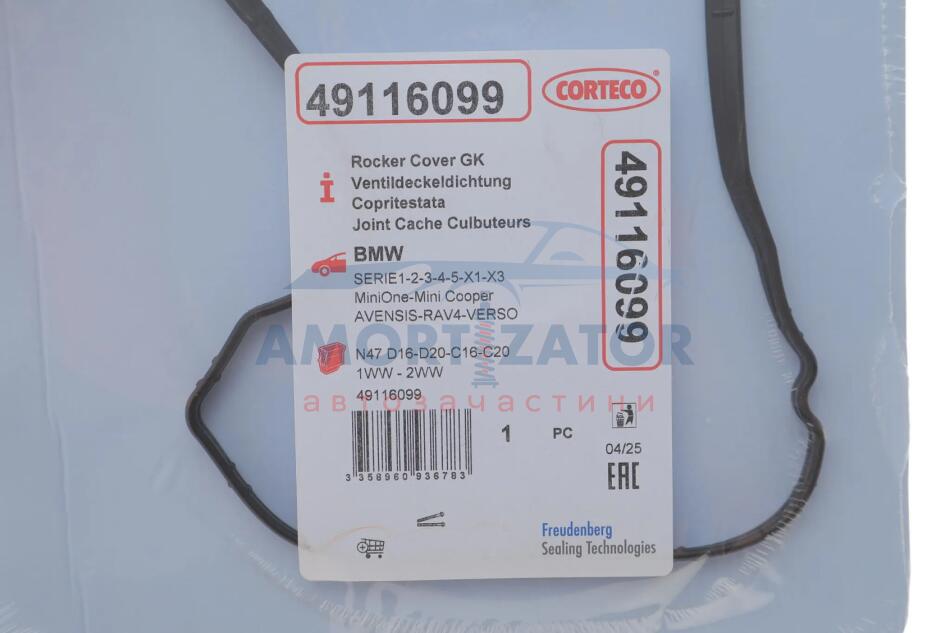 49116099
CORTECO®
49116099
Rocker Cover GK
Ventildeckeldichtung
Copritestata
Joint Cache Culbuteurs
BMW
SERIE1-2-3-4-5-X1-X3
MiniOne-Mini Cooper
AVENSIS-RAV4-VERSO
AMORTIZATOR
N47 D16-D20-C16-C20
1WW - 2WW
49116099
автозапчастини
1 PC
04/25
3 358960 936783
EAC
Freudenberg
Sealing Technologies